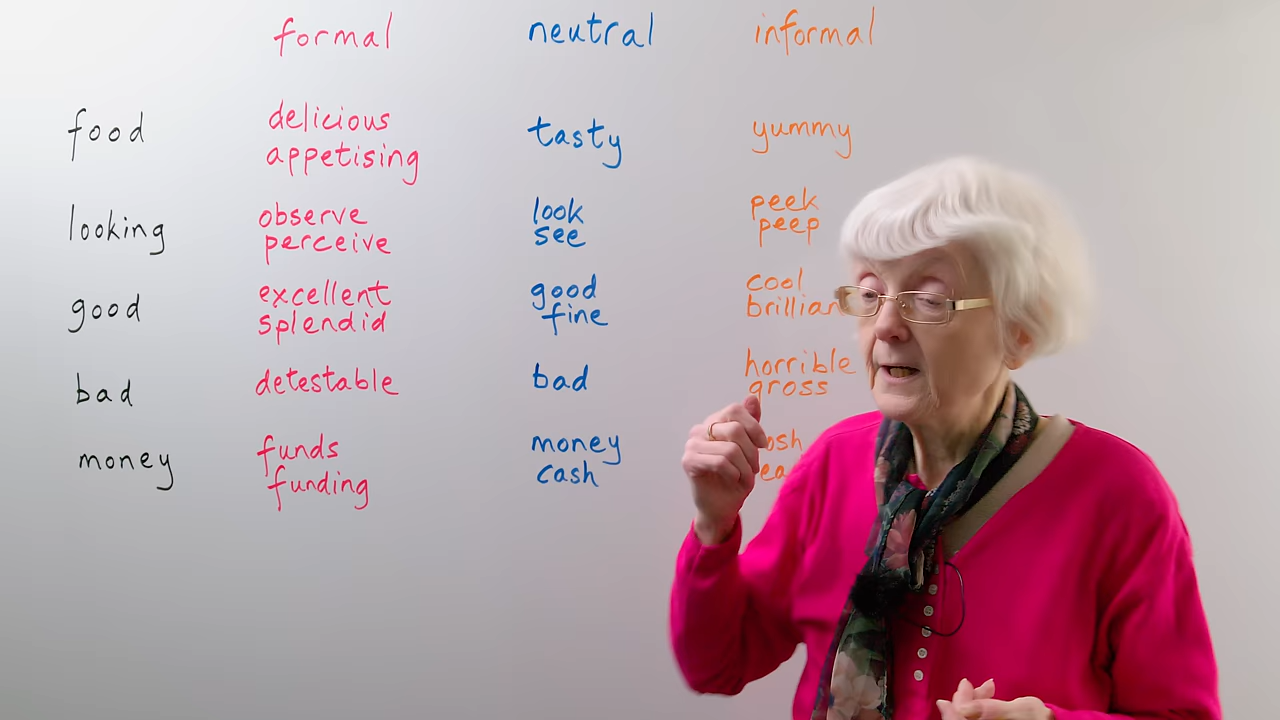 formal neutral informal
food delicious tasty yummy
appetising
looking observe look peek
perceive see peep
good excellent good cool
splendid fine
bad detestable bad horrible
gross
money funds money
funding cash